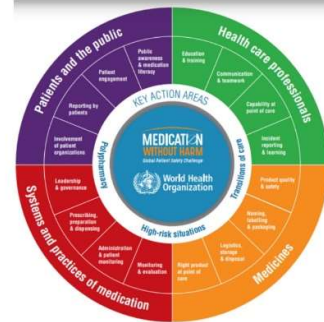 Patients and the public
Public
awareness
& medication
literacy
Patient
engagement
Reporting by
patients
Involvement
of patient
organizations
Health care professionals
Education
& training
Communication
& teamwork
Capability at
point of care
Incident
reporting
& learning
Medicines
Product quality
& safety
Naming,
labelling
& packaging
Logistics,
storage
& disposal
Right product
at point of
care
Systems and practices of medication
Leadership
& governance
Prescribing,
preparation
& dispensing
Administration
& patient
monitoring
Monitoring
& evaluation
KEY ACTION AREAS
Polypharmacy
Transitions of care
High-risk situations
MEDICATION
WITHOUT HARM
Global Patient Safety Challenge
World Health
Organization